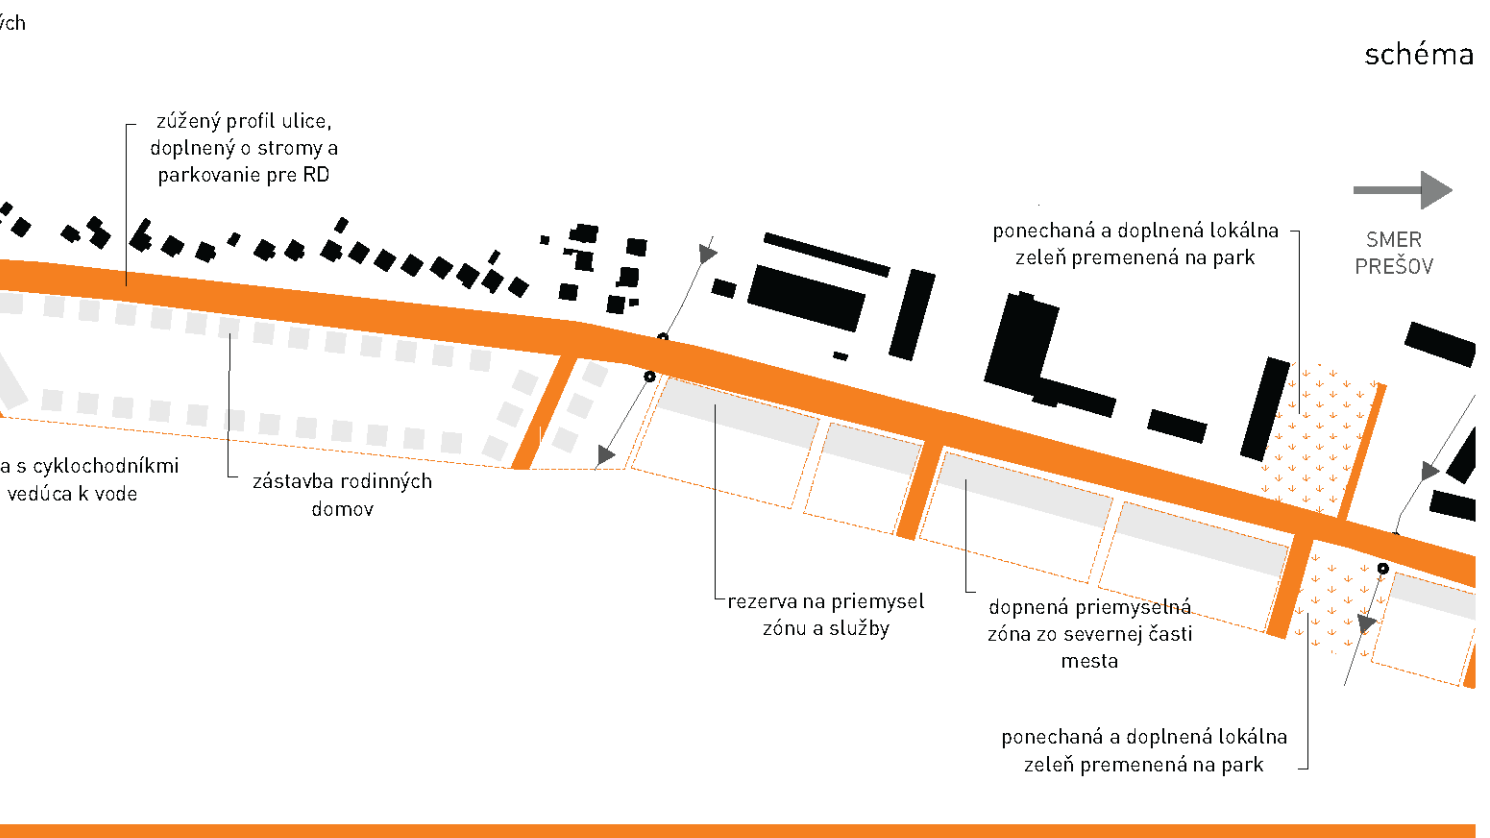 ých
schéma
zúžený profil ulice,
doplnený o stromy a
parkovanie pre RD
ponechaná a doplnená lokálna
zeleň premenená na park
SMER
PREŠOV
a s cyklochodníkmi
vedúca k vode
zástavba rodinných
domov
rezerva na priemysel
zónu a služby
dopnená priemyselná
zóna zo severnej časti
mesta
ponechaná a doplnená lokálna
zeleň premenená na park